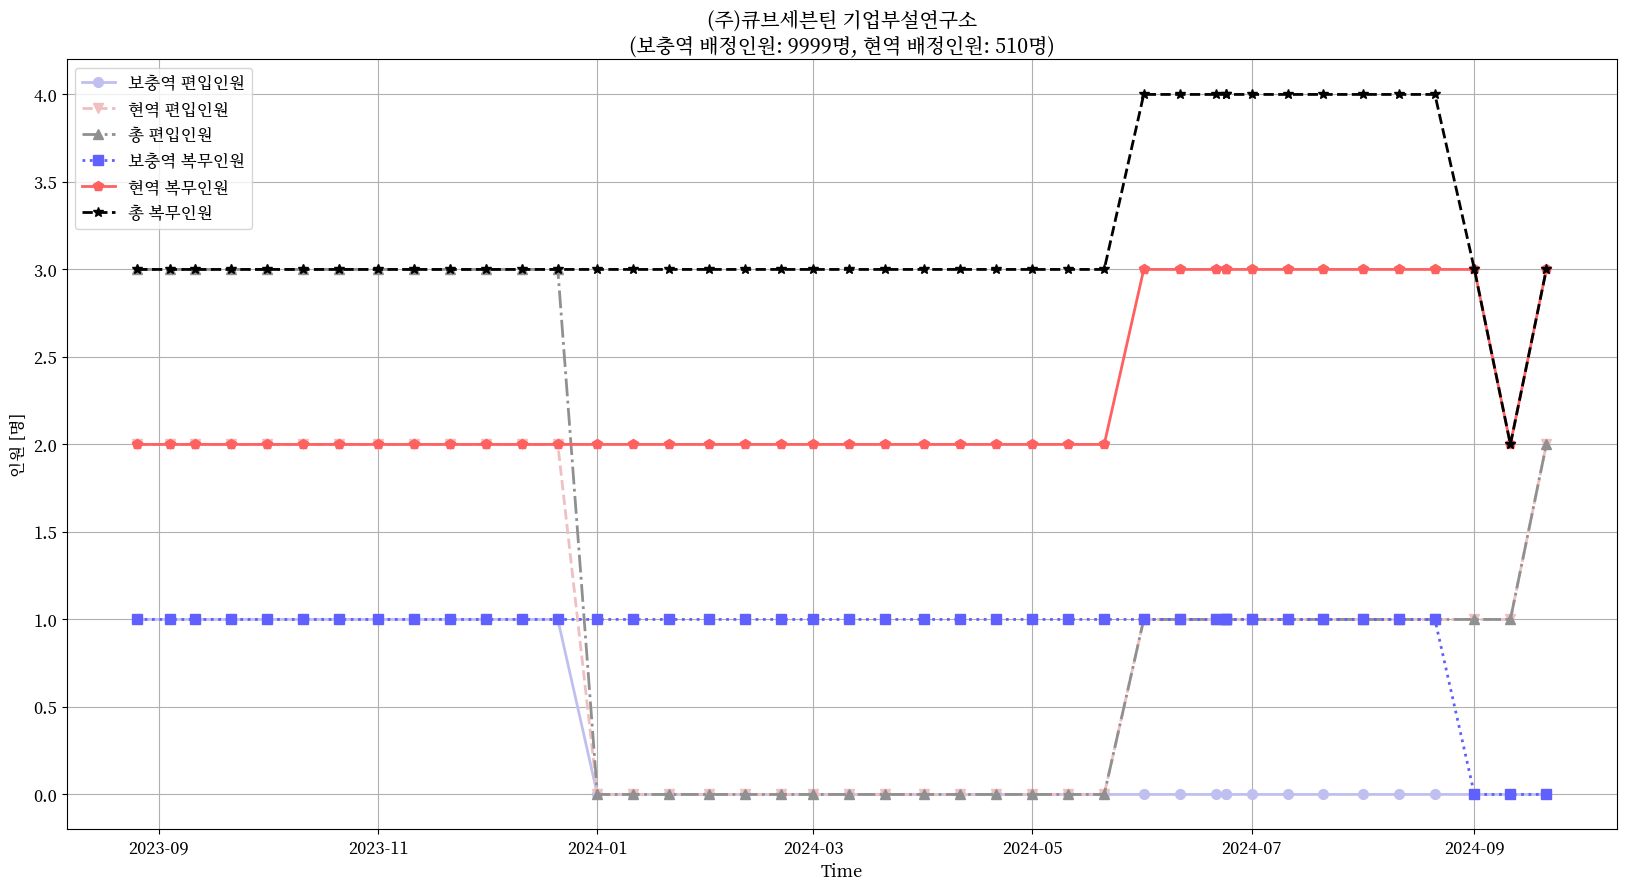 (주)큐브세븐틴 기업부설연구소
(보충역 배정인원: 9999명, 현역 배정인원: 510명)
보충역 편입인원
현역 편입인원
총 편입인원
보충역 복무인원
현역 복무인원
총 복무인원
인원 [명]
4.0
3.5
3.0
2.5
2.0
1.5
1.0
0.5
0.0
2023-09
2023-11
2024-01
2024-03
2024-05
2024-07
2024-09
Time